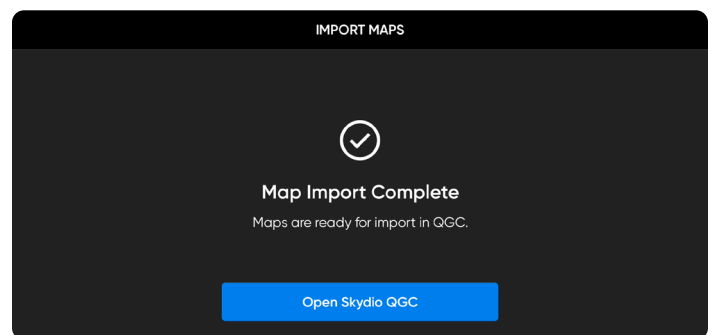 IMPORT MAPS
Map Import Complete
Maps are ready for import in QGC.
Open Skydio QGC